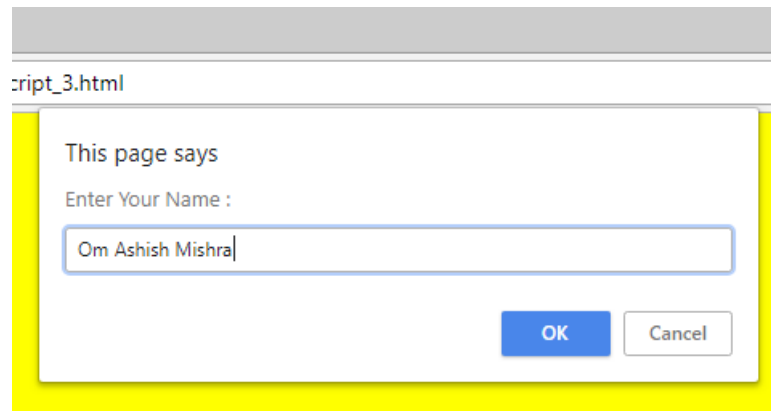 cript_3.html
This page says
Enter Your Name :
Om Ashish Mishra
OK Cancel